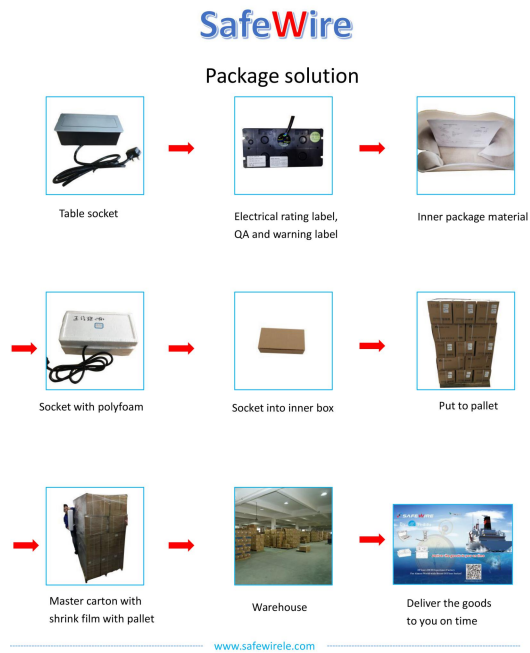 SafeWire
Package solution
Table socket
Electrical rating label,
QA and warning label
Inner package material
Socket with polyfoam
Socket into inner box
Put to pallet
SAFEWIRE
Master carton with
shrink film with pallet
Warehouse
Deliver the goods
to you on time
www.safewirele.com